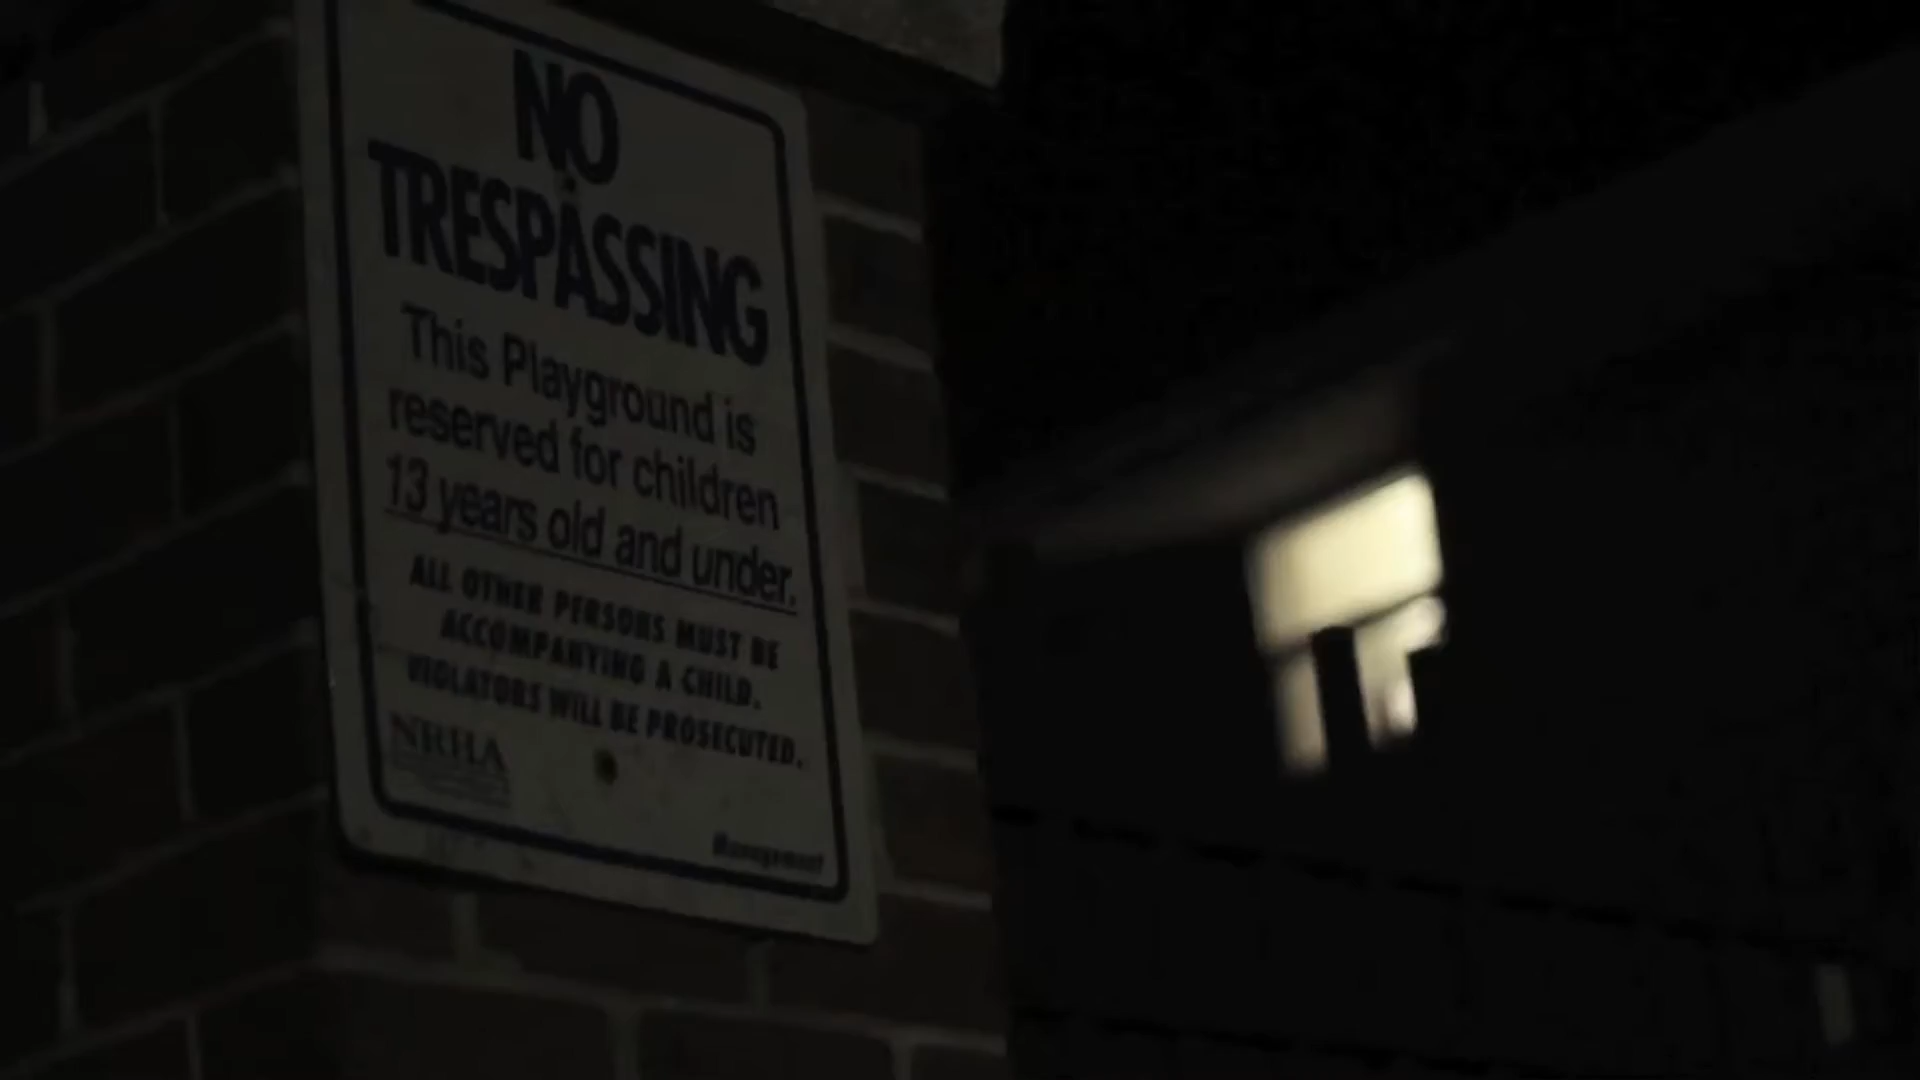 NO
TRESPASSING
This Playground is
reserved for children
13 years old and under.
ALL OTHER PERSONS MUST BE
ACCOMPANYING A CHILD.
VIOLATORS WILL BE PROSECUTED.
NRHA
Management